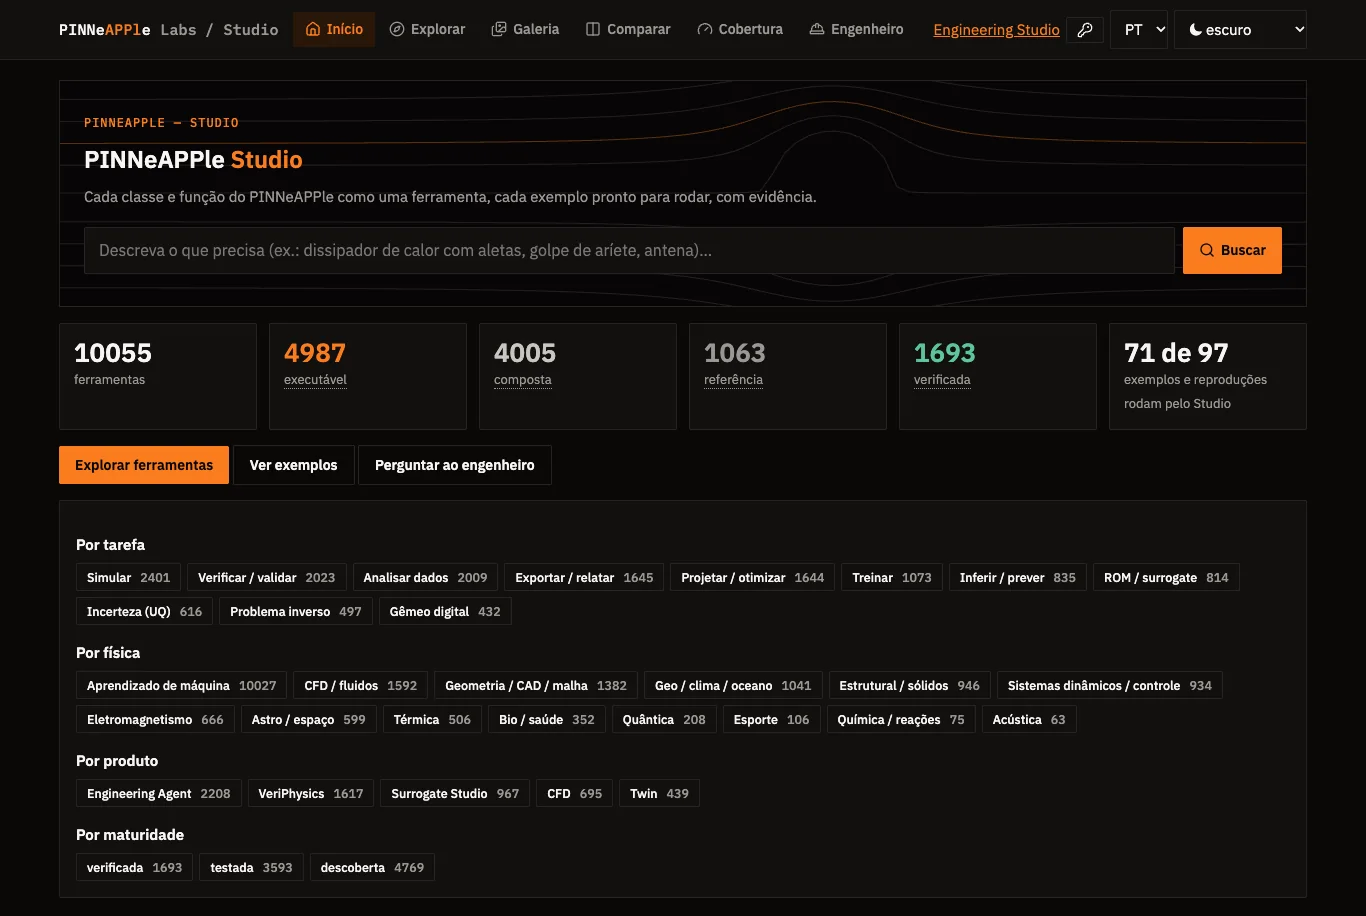 PINNeAPPle Labs / Studio
Início
Explorar
Galeria
Comparar
Cobertura
Engenheiro
Engineering Studio
PT
escuro
PINNEAPPLE — STUDIO
PINNeAPPle Studio
Cada classe e função do PINNeAPPle como uma ferramenta, cada exemplo pronto para rodar, com evidência.
Descreva o que precisa (ex.: dissipador de calor com aletas, golpe de aríete, antena)...
Buscar
10055
ferramentas
4987
executável
4005
composta
1063
referência
1693
verificada
71 de 97
exemplos e reproduções
rodam pelo Studio
Explorar ferramentas
Ver exemplos
Perguntar ao engenheiro
Por tarefa
Simular 2401
Verificar / validar 2023
Analisar dados 2009
Exportar / relatar 1645
Projetar / otimizar 1644
Treinar 1073
Inferir / prever 835
ROM / surrogate 814
Incerteza (UQ) 616
Problema inverso 497
Gêmeo digital 432
Por física
Aprendizado de máquina 10027
CFD / fluidos 1592
Geometria / CAD / malha 1382
Geo / clima / oceano 1041
Estrutural / sólidos 946
Sistemas dinâmicos / controle 934
Eletromagnetismo 666
Astro / espaço 599
Térmica 506
Bio / saúde 352
Quântica 208
Esporte 106
Química / reações 75
Acústica 63
Por produto
Engineering Agent 2208
VeriPhysics 1617
Surrogate Studio 967
CFD 695
Twin 439
Por maturidade
verificada 1693
testada 3593
descoberta 4769